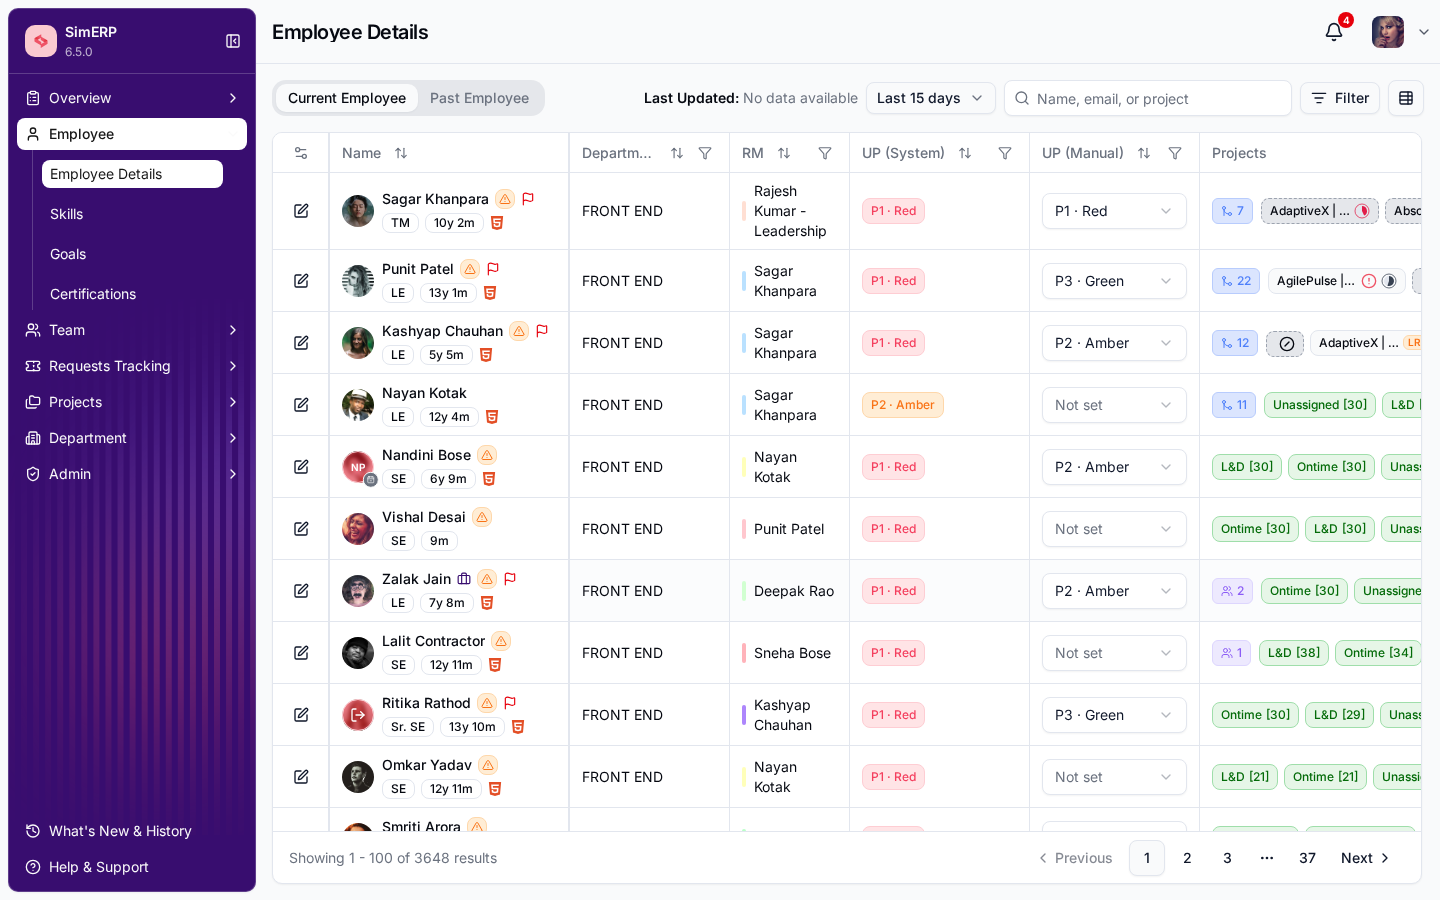 SimERP
6.5.0
Overview
Employee
Employee Details
Skills
Goals
Certifications
Team
Requests Tracking
Projects
Department
Admin
What's New & History
Help & Support
Employee Details
4
Current Employee
Past Employee
Last Updated: No data available
Last 15 days
Name, email, or project
Filter
Name
Departm...
RM
UP (System)
UP (Manual)
Projects
Sagar Khanpara
TM 10y 2m
FRONT END
Rajesh
Kumar -
Leadership
P1 · Red
P1 · Red
7 AdaptiveX | ... Absc
Punit Patel
LE 13y 1m
FRONT END
Sagar
Khanpara
P1 · Red
P3 · Green
22 AgilePulse |...
Kashyap Chauhan
LE 5y 5m
FRONT END
Sagar
Khanpara
P1 · Red
P2 · Amber
12 AdaptiveX | ... LR
Nayan Kotak
LE 12y 4m
FRONT END
Sagar
Khanpara
P2 · Amber
Not set
11 Unassigned [30] L&D [
NP
Nandini Bose
SE 6y 9m
FRONT END
Nayan
Kotak
P1 · Red
P2 · Amber
L&D [30] Ontime [30] Unass
Vishal Desai
SE 9m
FRONT END
Punit Patel
P1 · Red
Not set
Ontime [30] L&D [30] Unass
Zalak Jain
LE 7y 8m
FRONT END
Deepak Rao
P1 · Red
P2 · Amber
2 Ontime [30] Unassigne
Lalit Contractor
SE 12y 11m
FRONT END
Sneha Bose
P1 · Red
Not set
1 L&D [38] Ontime [34]
Ritika Rathod
Sr. SE 13y 10m
FRONT END
Kashyap
Chauhan
P1 · Red
P3 · Green
Ontime [30] L&D [29] Unass
Omkar Yadav
SE 12y 11m
FRONT END
Nayan
Kotak
P1 · Red
Not set
L&D [21] Ontime [21] Unassi
Smriti Arora
Showing 1 - 100 of 3648 results
Previous 1 2 3 ··· 37 Next